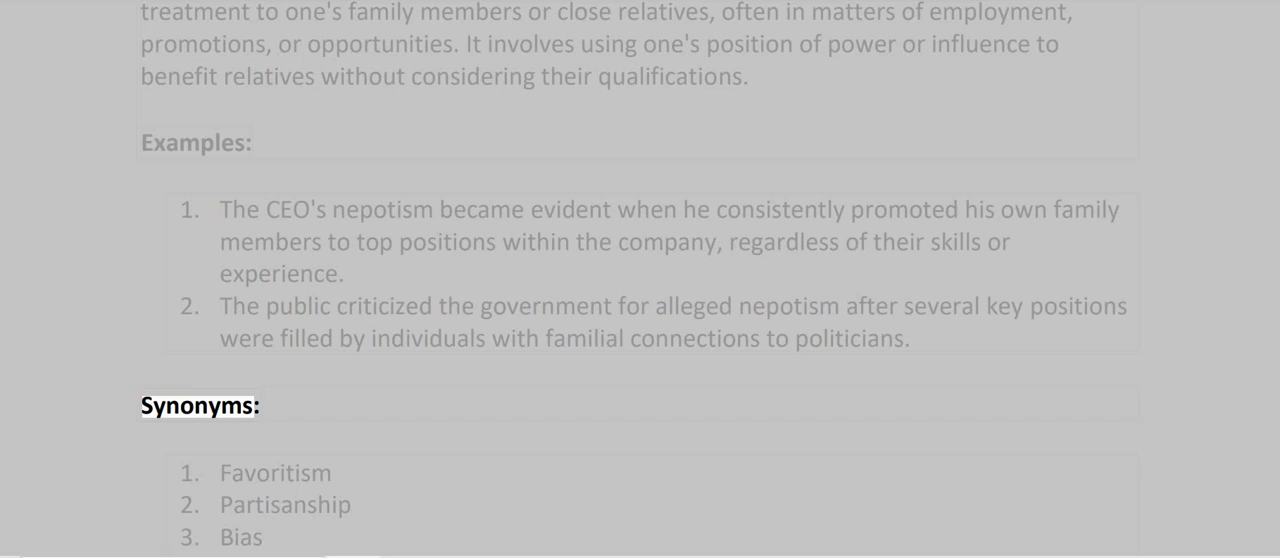 treatment to one's family members or close relatives, often in matters of employment,
promotions, or opportunities. It involves using one's position of power or influence to
benefit relatives without considering their qualifications.
Examples:
1. The CEO's nepotism became evident when he consistently promoted his own family
members to top positions within the company, regardless of their skills or
experience.
2. The public criticized the government for alleged nepotism after several key positions
were filled by individuals with familial connections to politicians.
Synonyms:
1. Favoritism
2. Partisanship
3. Bias